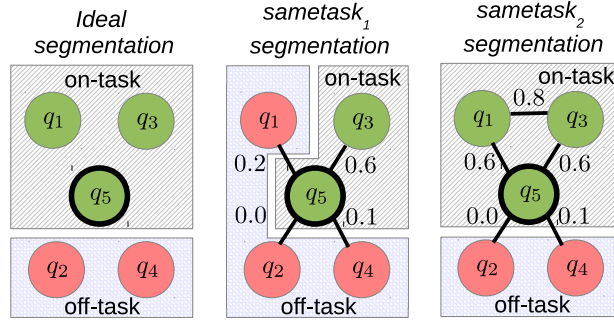 Ideal
segmentation
on-task
q1 q3
q5
q2 q4
off-task
sametask1
segmentation
on-task
q1 q3
0.2 0.6
q5
0.0 0.1
q2 q4
off-task
sametask2
segmentation
on-task
0.8
q1 q3
0.6 0.6
q5
0.0 0.1
q2 q4
off-task